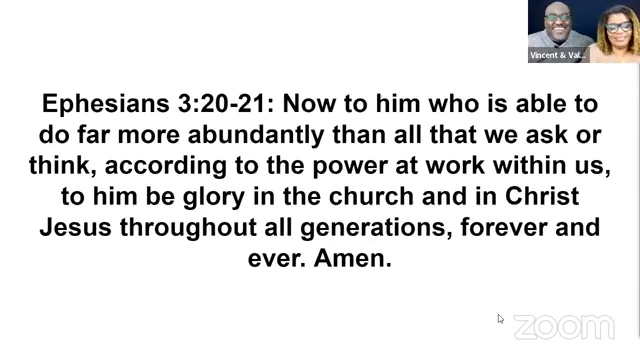 Vincent & Val...
Ephesians 3:20-21: Now to him who is able to
do far more abundantly than all that we ask or
think, according to the power at work within us,
to him be glory in the church and in Christ
Jesus throughout all generations, forever and
ever. Amen.
zoom